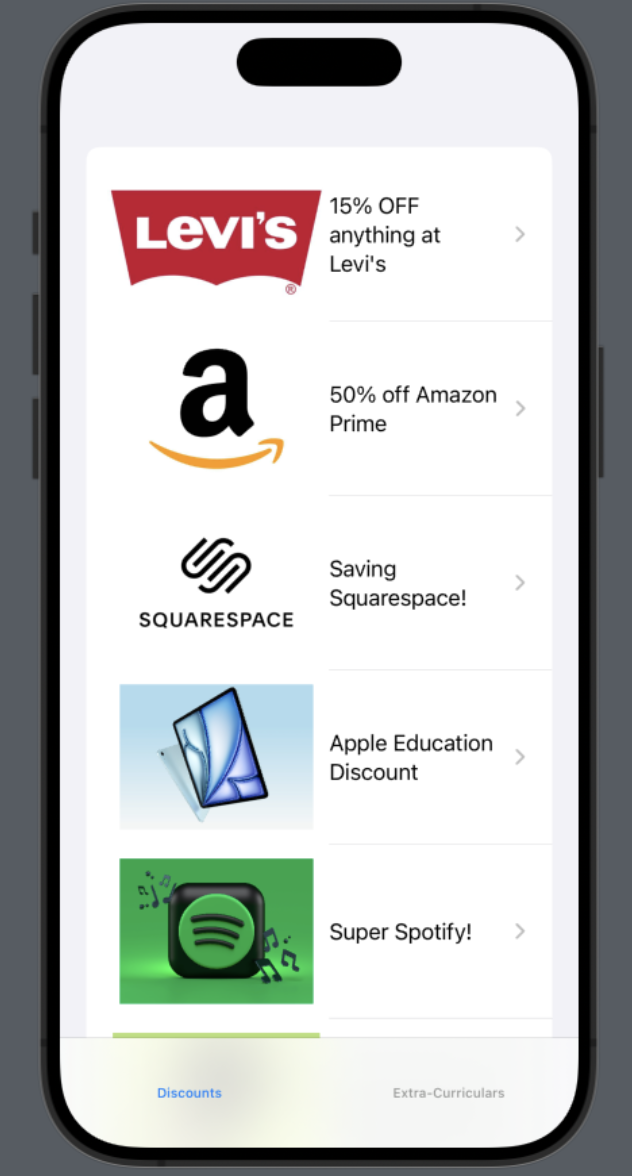 LEVI'S
®
15% OFF
anything at
Levi's
a
50% off Amazon
Prime
SQUARESPACE
Saving
Squarespace!
Apple Education
Discount
Super Spotify!
Discounts
Extra-Curriculars